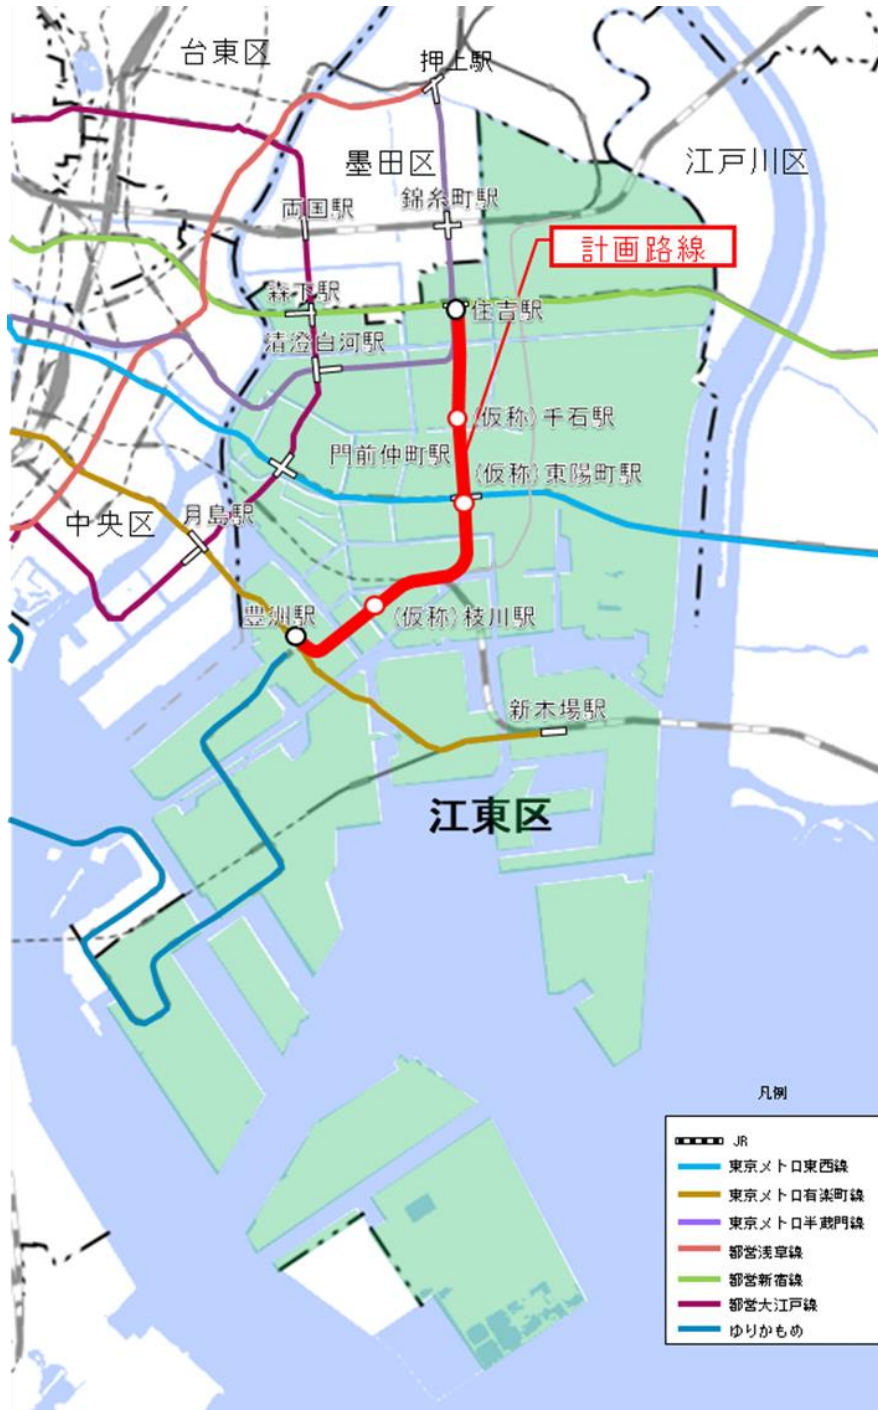 台東区
押上駅
墨田区
江戸川区
錦糸町駅
両国駅
計画路線
森下駅
住吉駅
清澄白河駅
(仮称)千石駅
門前仲町駅
(仮称)東陽町駅
月島駅
中央区
豊洲駅
(仮称)枝川駅
新木場駅
江東区
凡例
JR
東京メトロ東西線
東京メトロ有楽町線
東京メトロ半蔵門線
都営浅草線
都営新宿線
都営大江戸線
ゆりかもめ